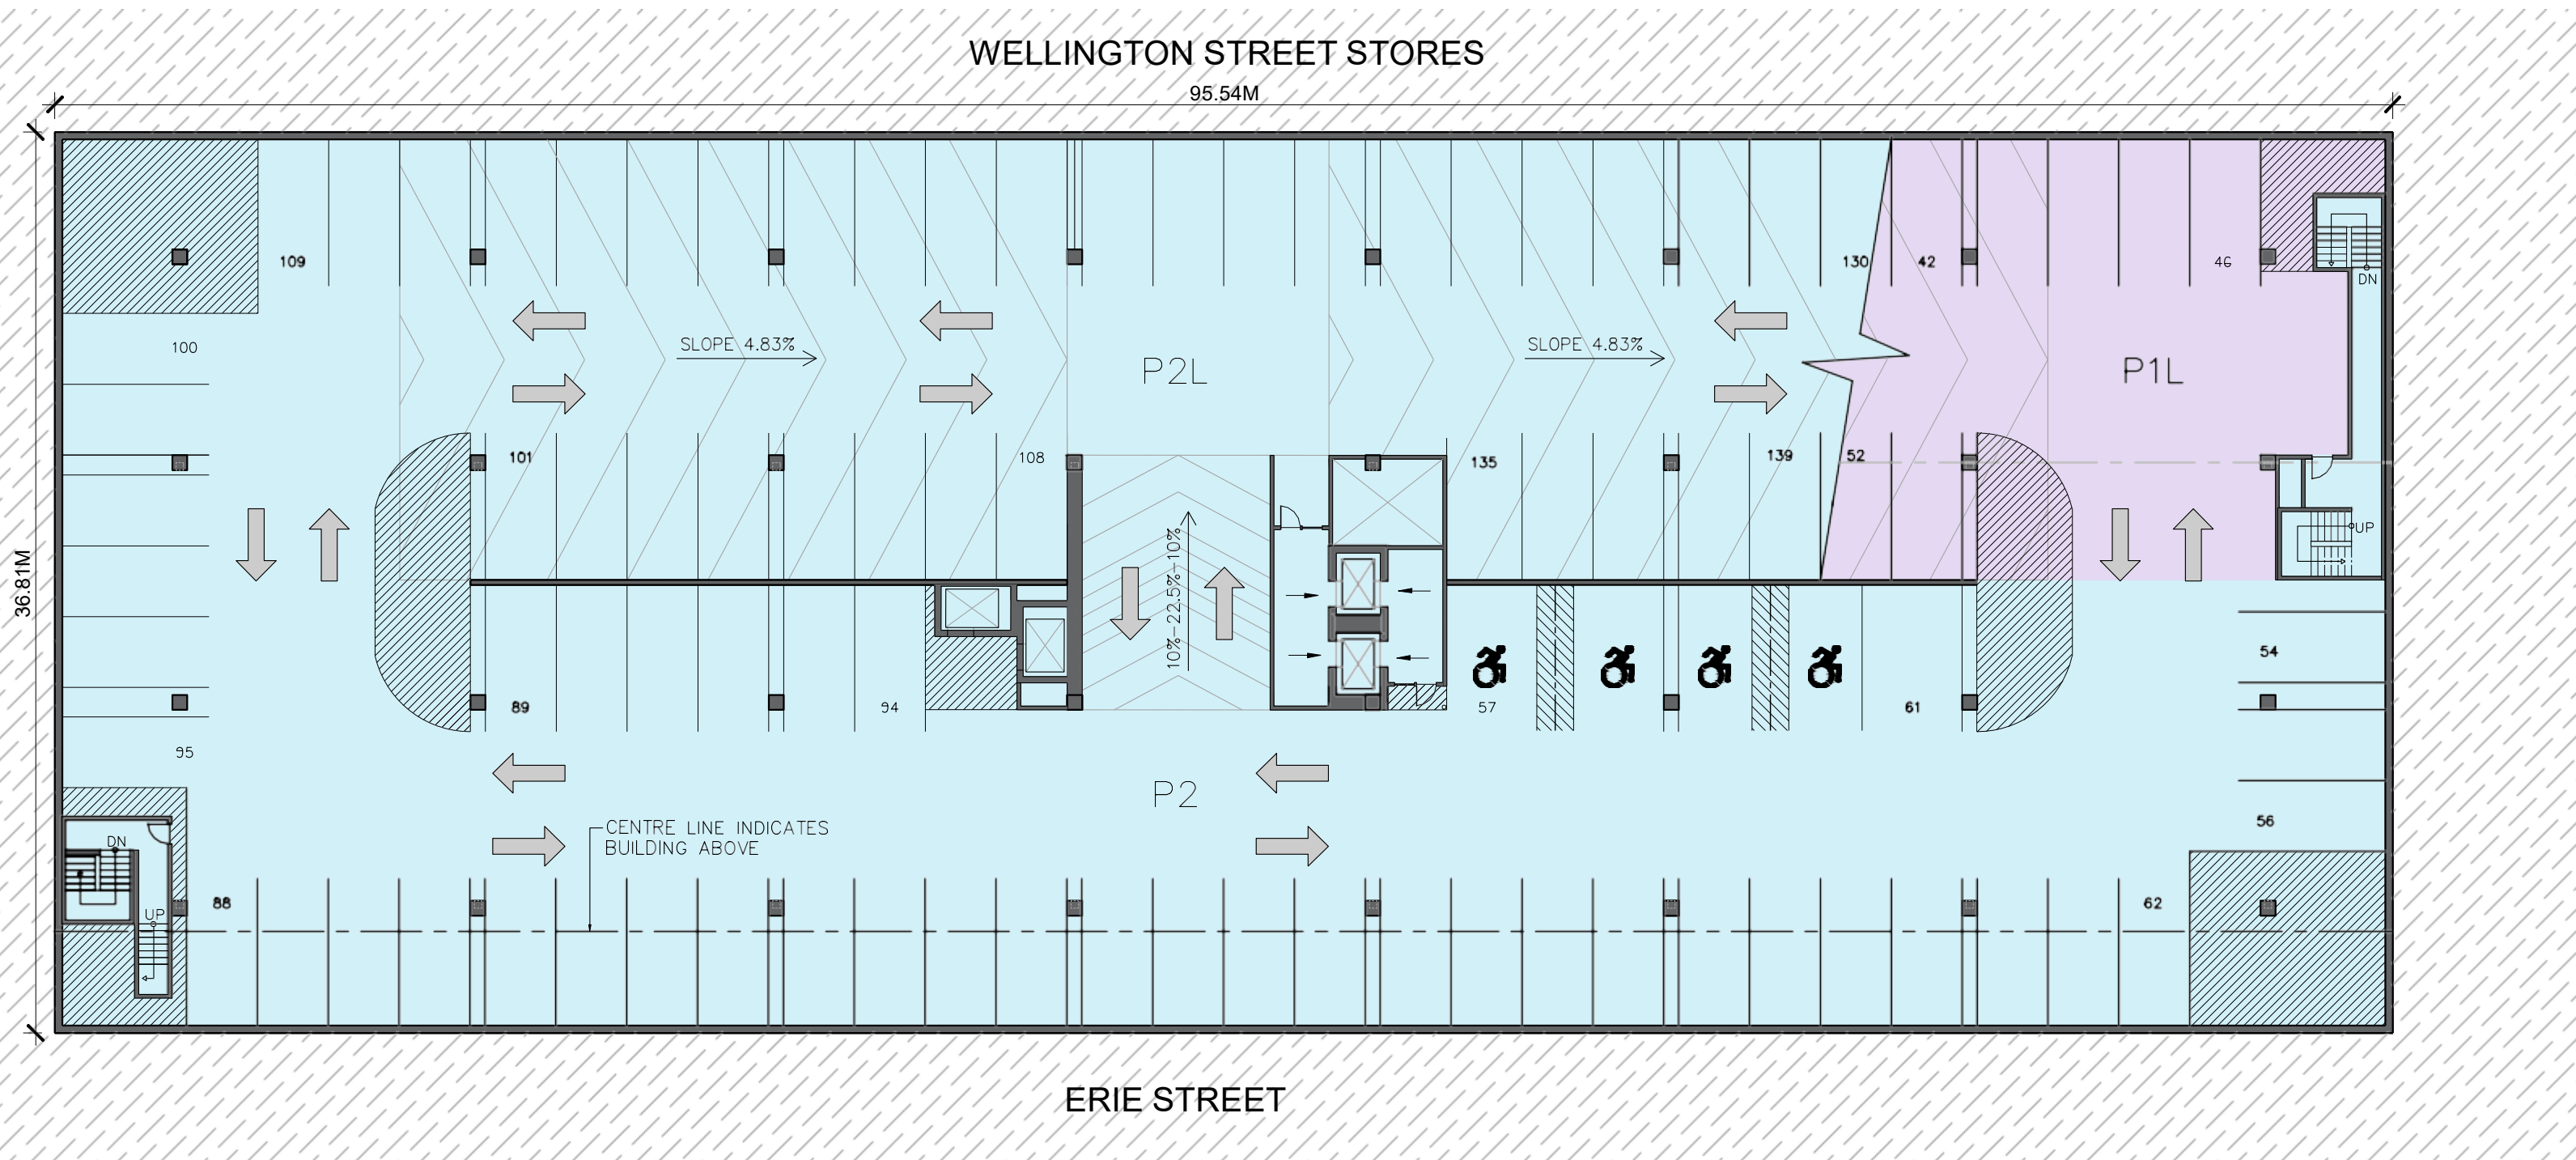 WELLINGTON STREET STORES
95.54M
36.81M
109
130
42
46
DN
100
SLOPE 4.83%
SLOPE 4.83%
P2L
P1L
101
108
135
139
52
10%-22.5%-10%
UP
54
89
94
57
61
95
P2
56
CENTRE LINE INDICATES
BUILDING ABOVE
DN
88
UP
62
ERIE STREET